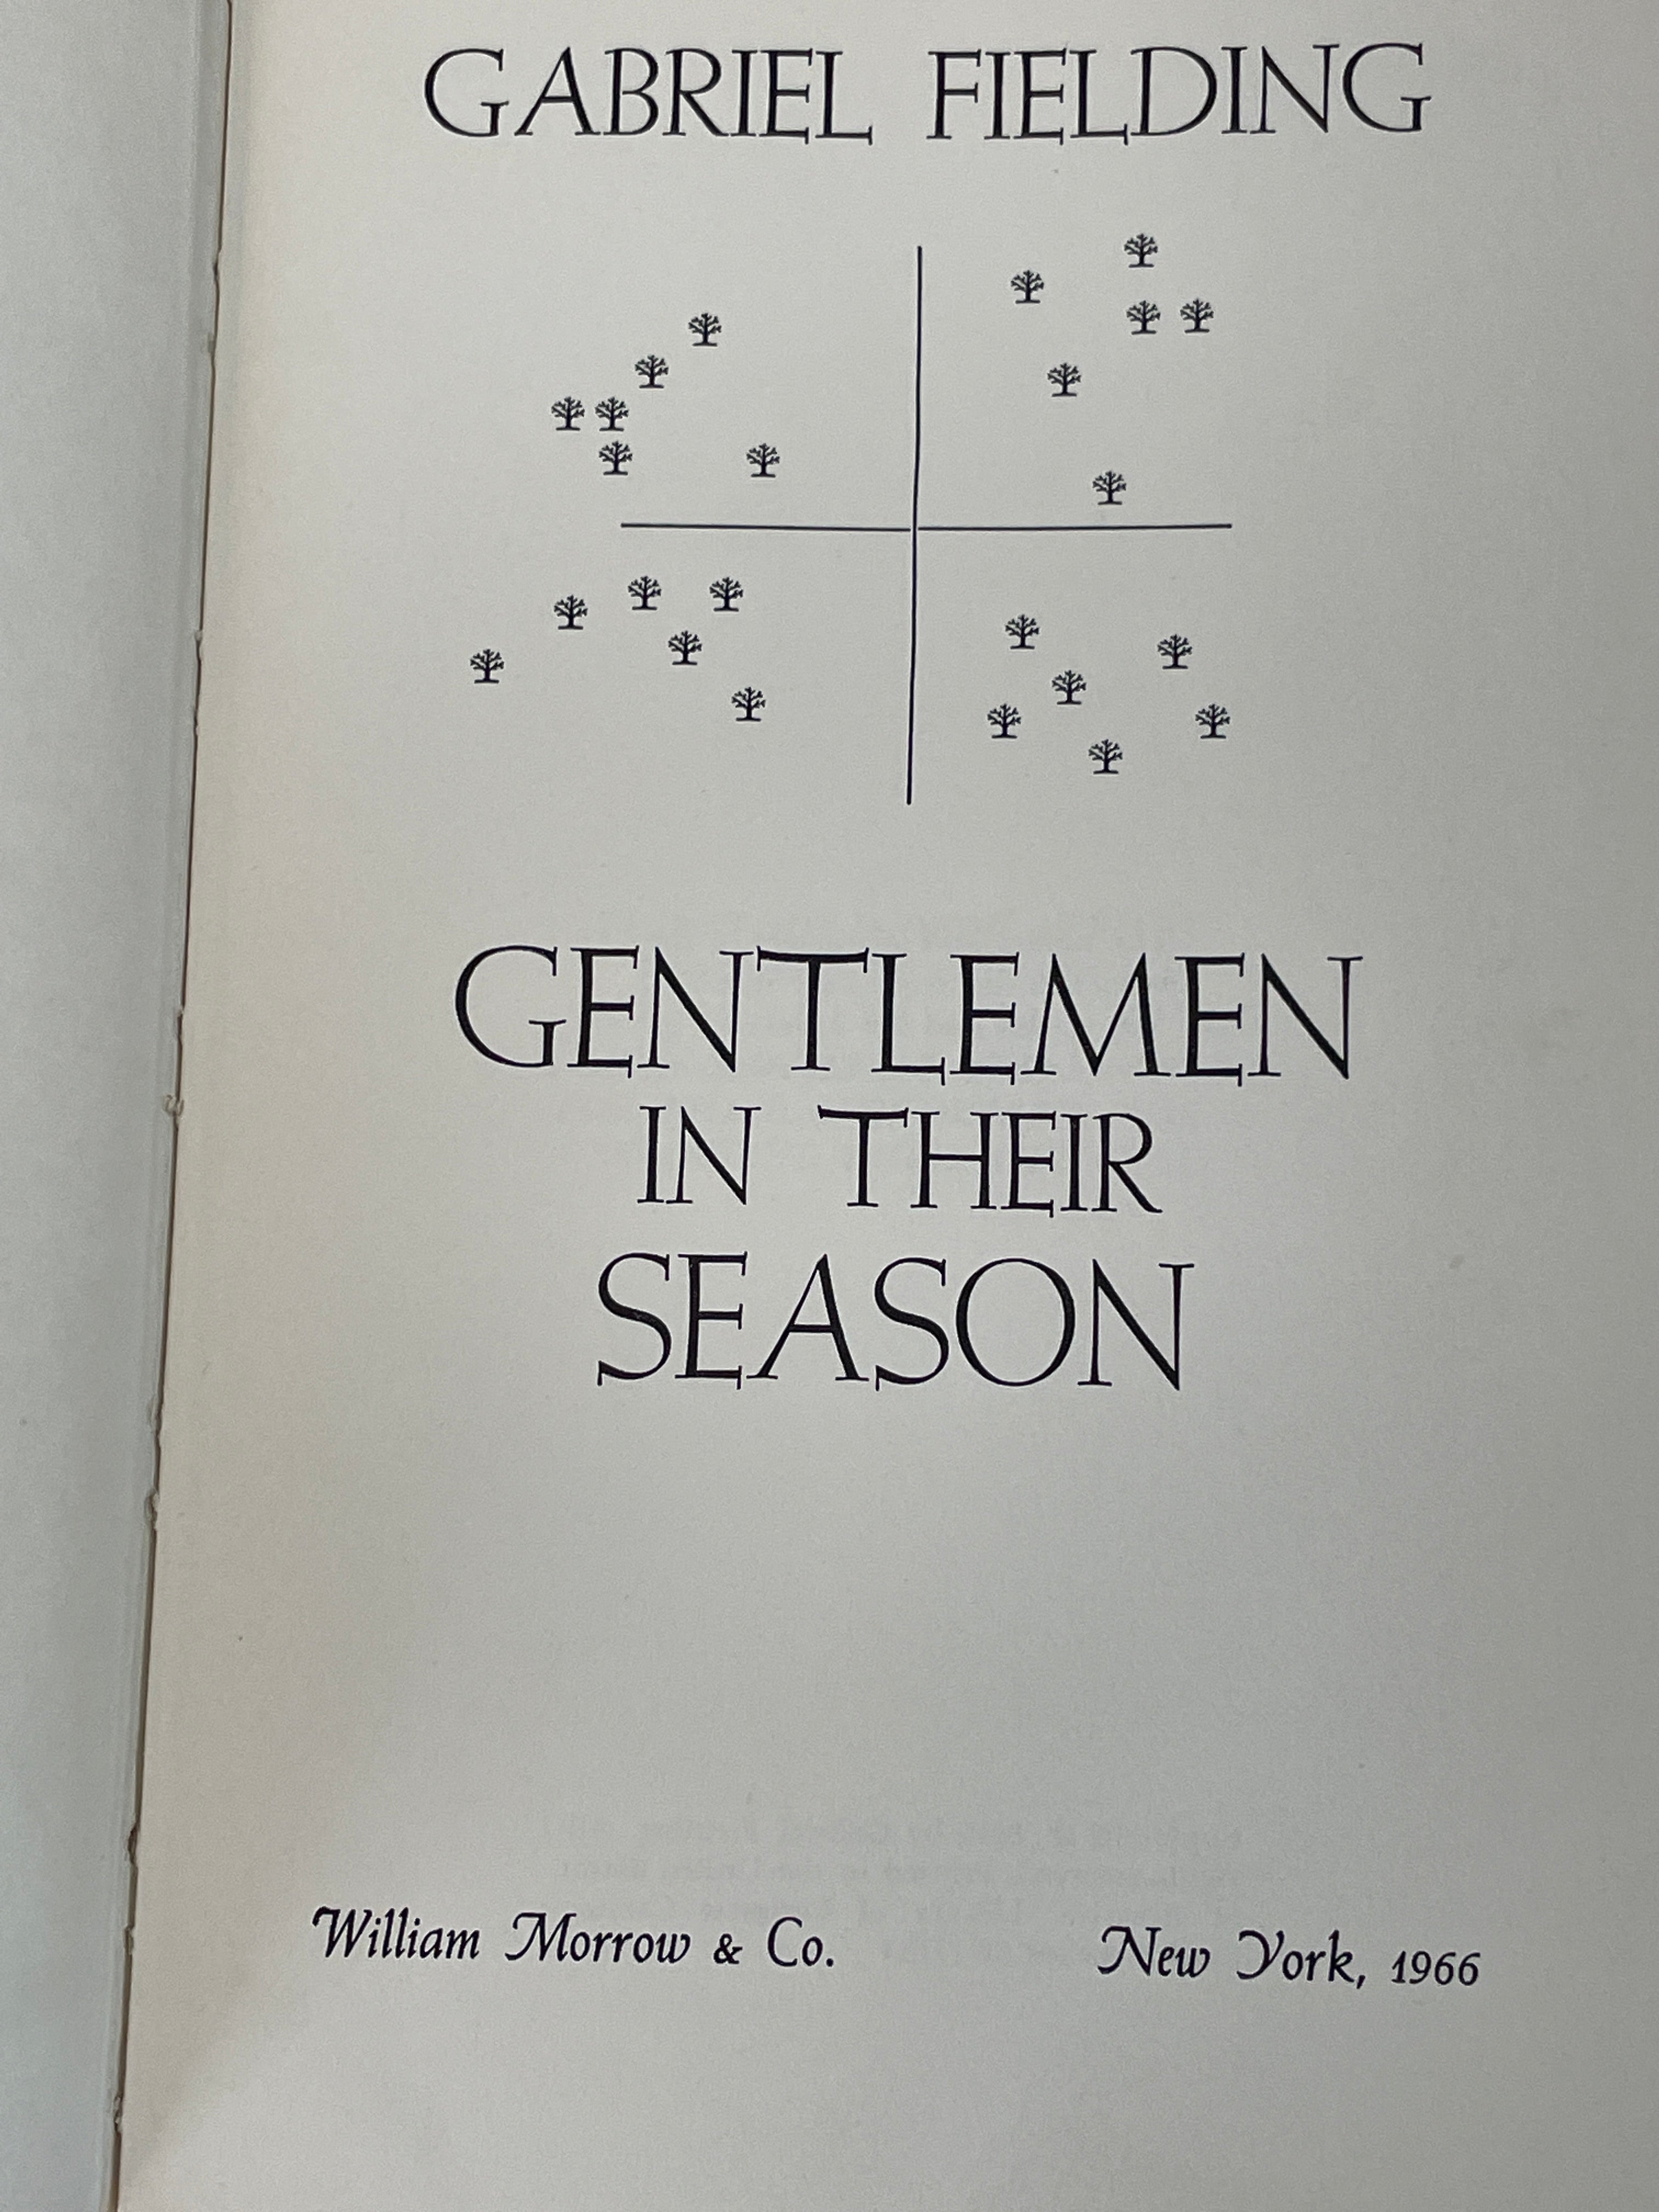 GABRIEL FIELDING
GENTLEMEN
IN THEIR
SEASON
William Morrow & Co. New York, 1966